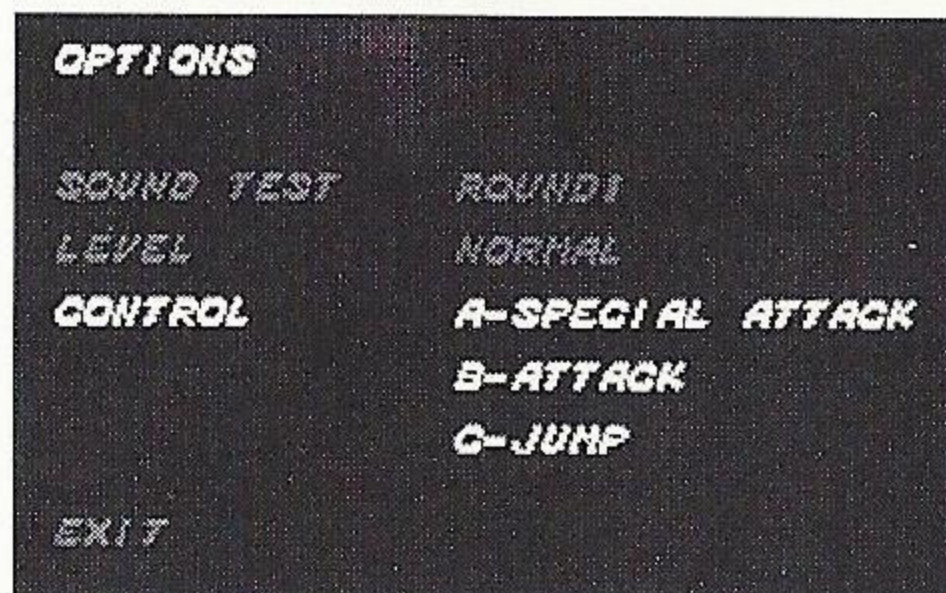 OPTIONS
SOUND TEST ROUND1
LEVEL NORMAL
CONTROL A-SPECIAL ATTACK
B-ATTACK
C-JUMP
EXIT